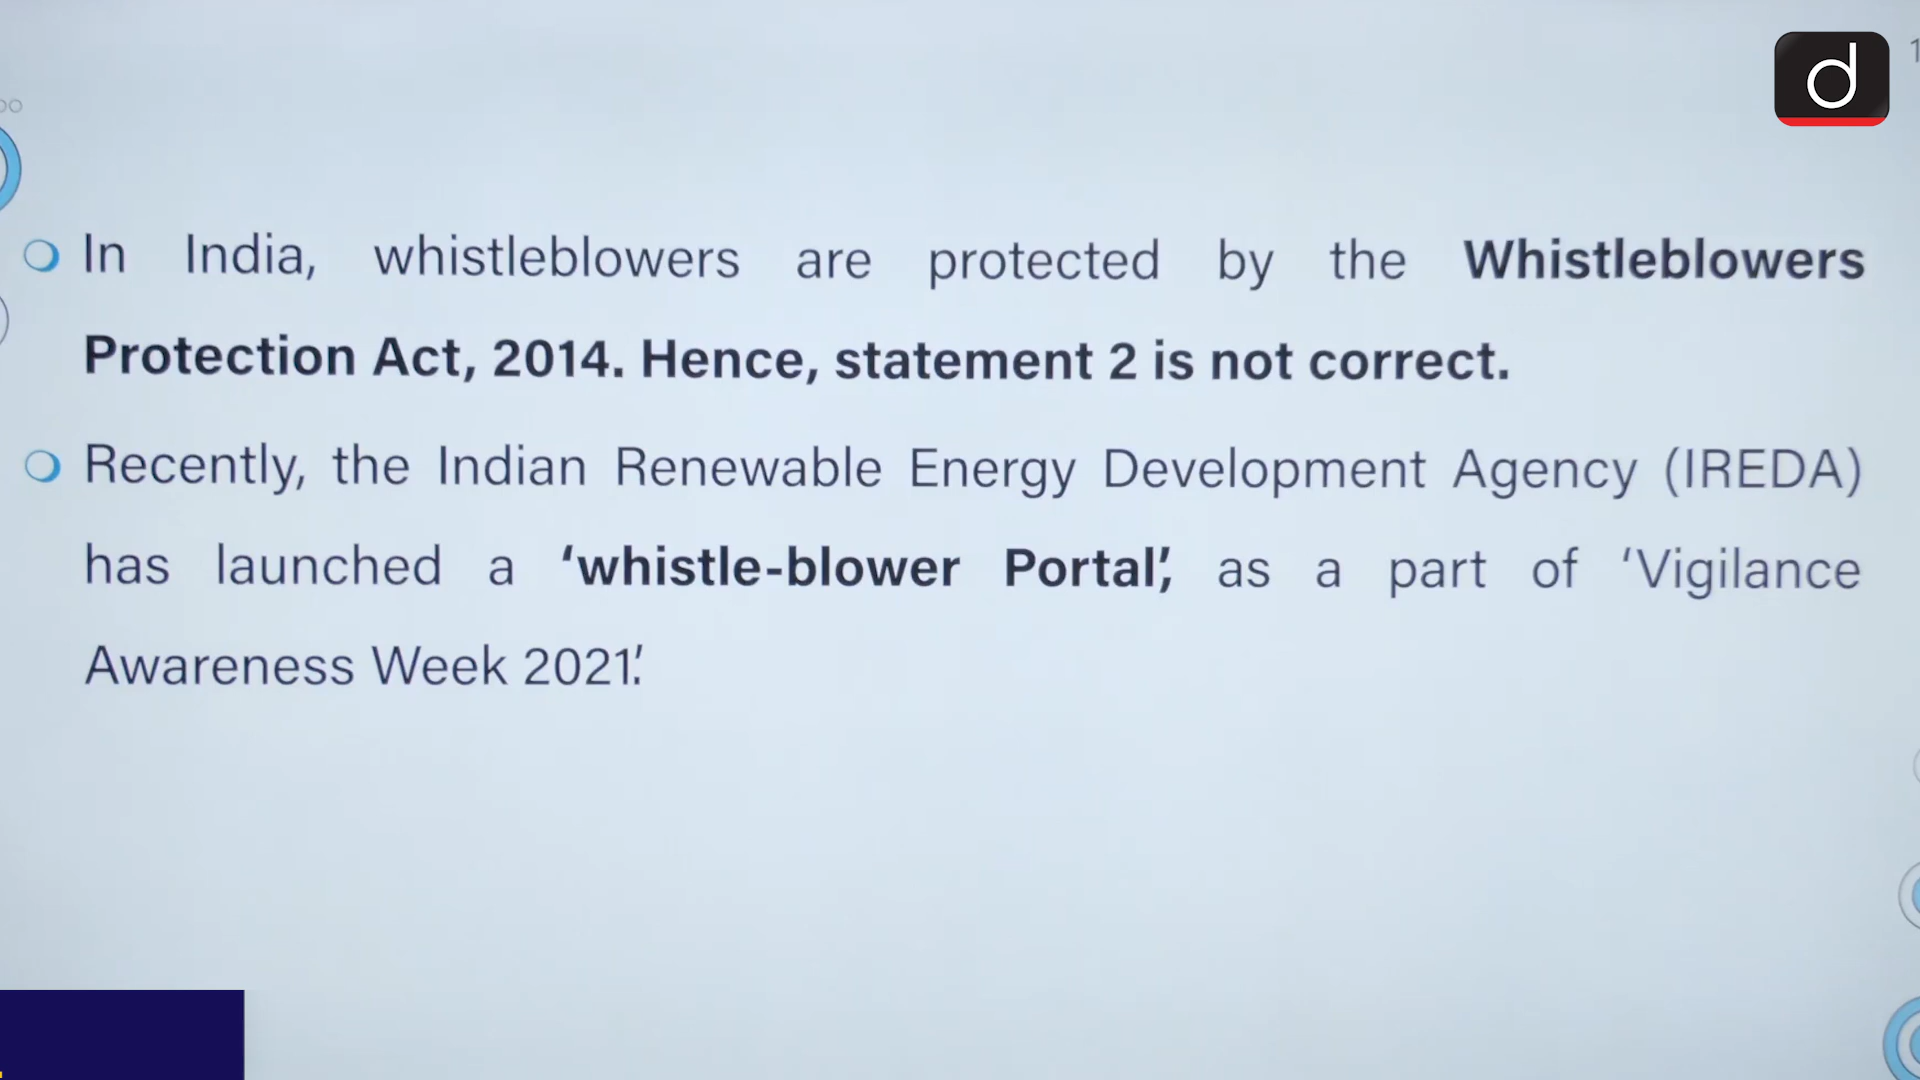 In India, whistleblowers are protected by the Whistleblowers
Protection Act, 2014. Hence, statement 2 is not correct.
Recently, the Indian Renewable Energy Development Agency (IREDA)
has launched a ‘whistle-blower Portal’, as a part of ‘Vigilance
Awareness Week 2021’.